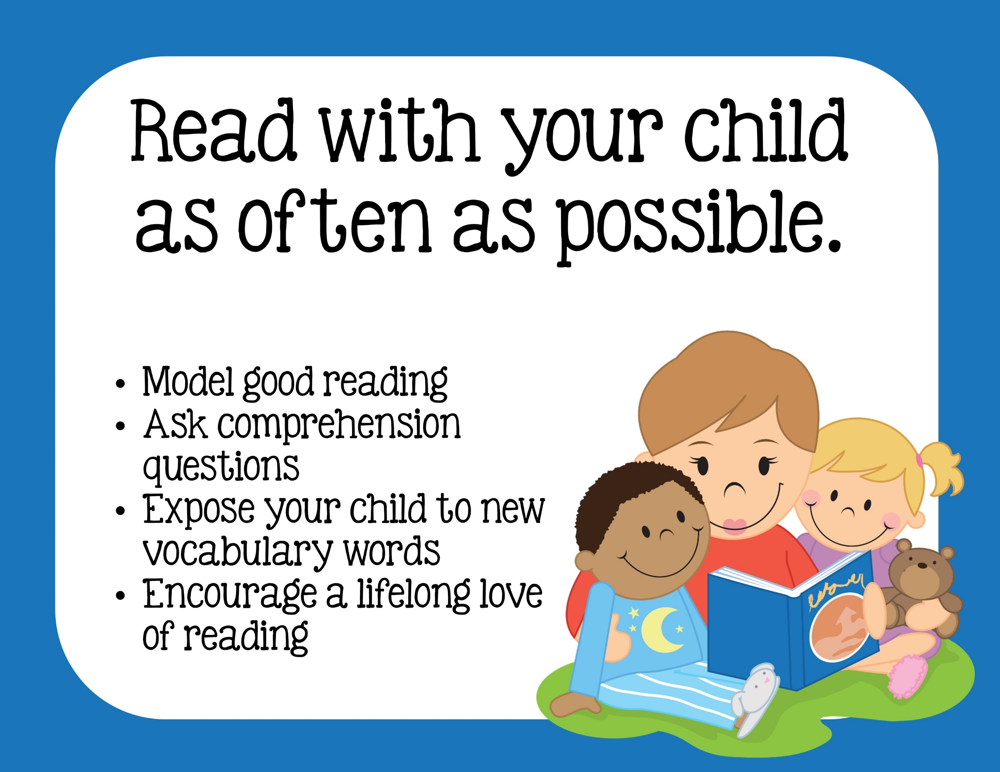 Read with your child
as often as possible.
• Model good reading
• Ask comprehension
questions
• Expose your child to new
vocabulary words
• Encourage a lifelong love
of reading